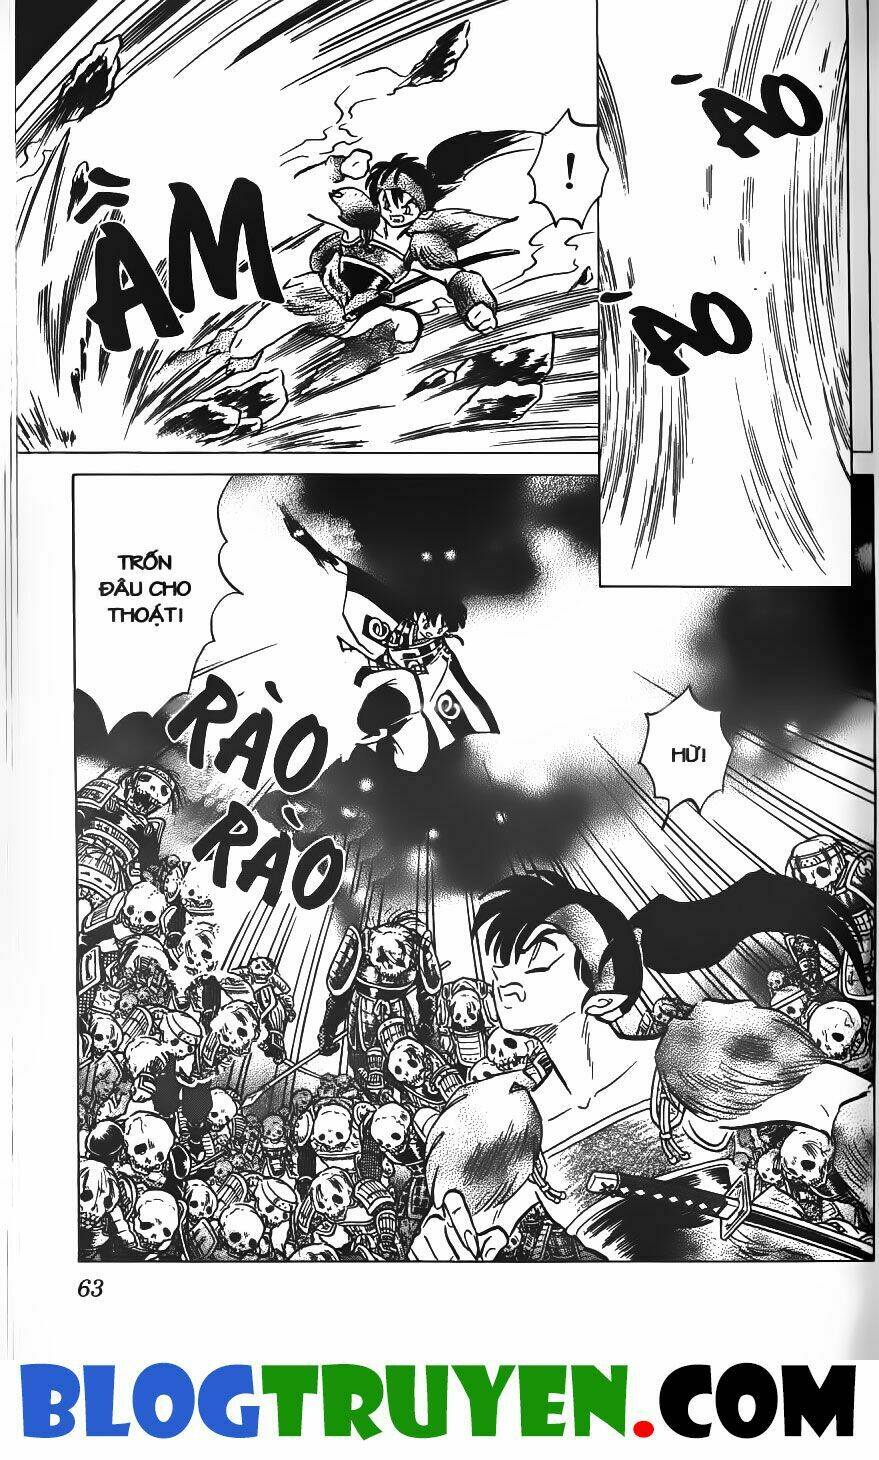 ÀO
ÀO
!
ẦM
TRỐN
ĐÂU CHO
THOÁT!
RÀO
RÀO
HỪ!
63
BLOGTRUYEN.COM